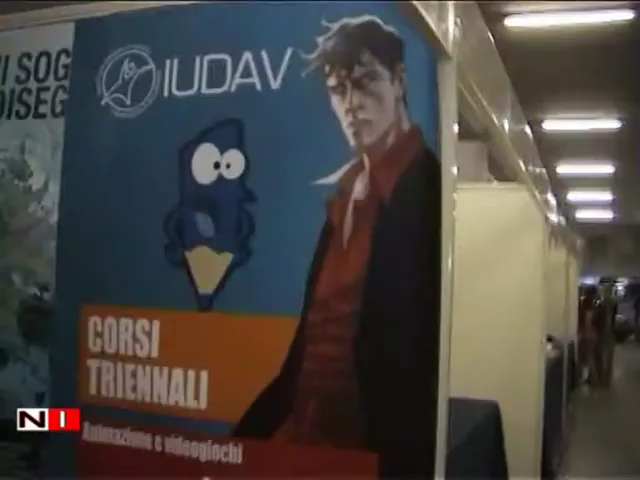 I SOG
DISEG
IUDAV
CORSI
TRIENNALI
Animazione e videogiochi
NI